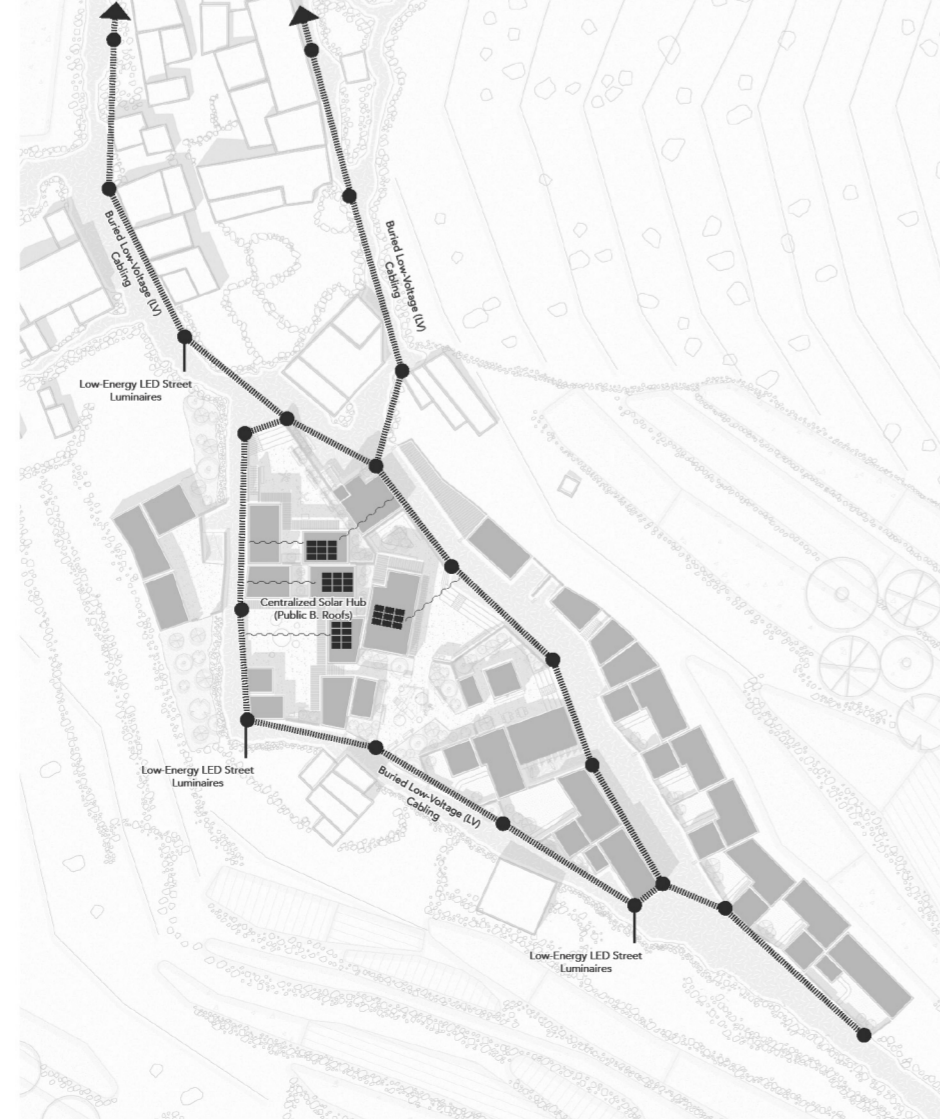 Buried Low-Voltage (LV)
Cabling
Buried Low-Voltage (LV)
Cabling
Low-Energy LED Street
Luminaires
Centralized Solar Hub
(Public B. Roofs)
Low-Energy LED Street
Luminaires
Buried Low-Voltage (LV)
Cabling
Low-Energy LED Street
Luminaires